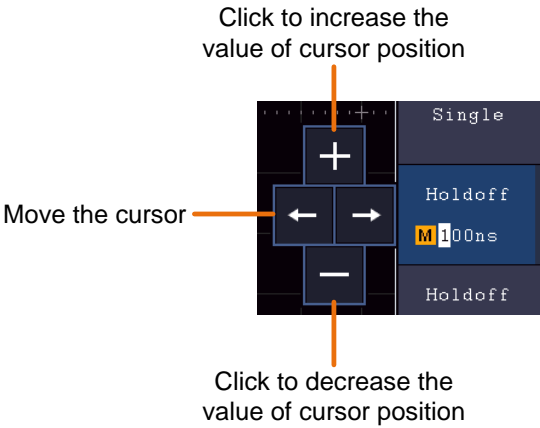 Click to increase the
value of cursor position
Single
+
Move the cursor
← →
Holdoff
M 100ns
−
Holdoff
Click to decrease the
value of cursor position